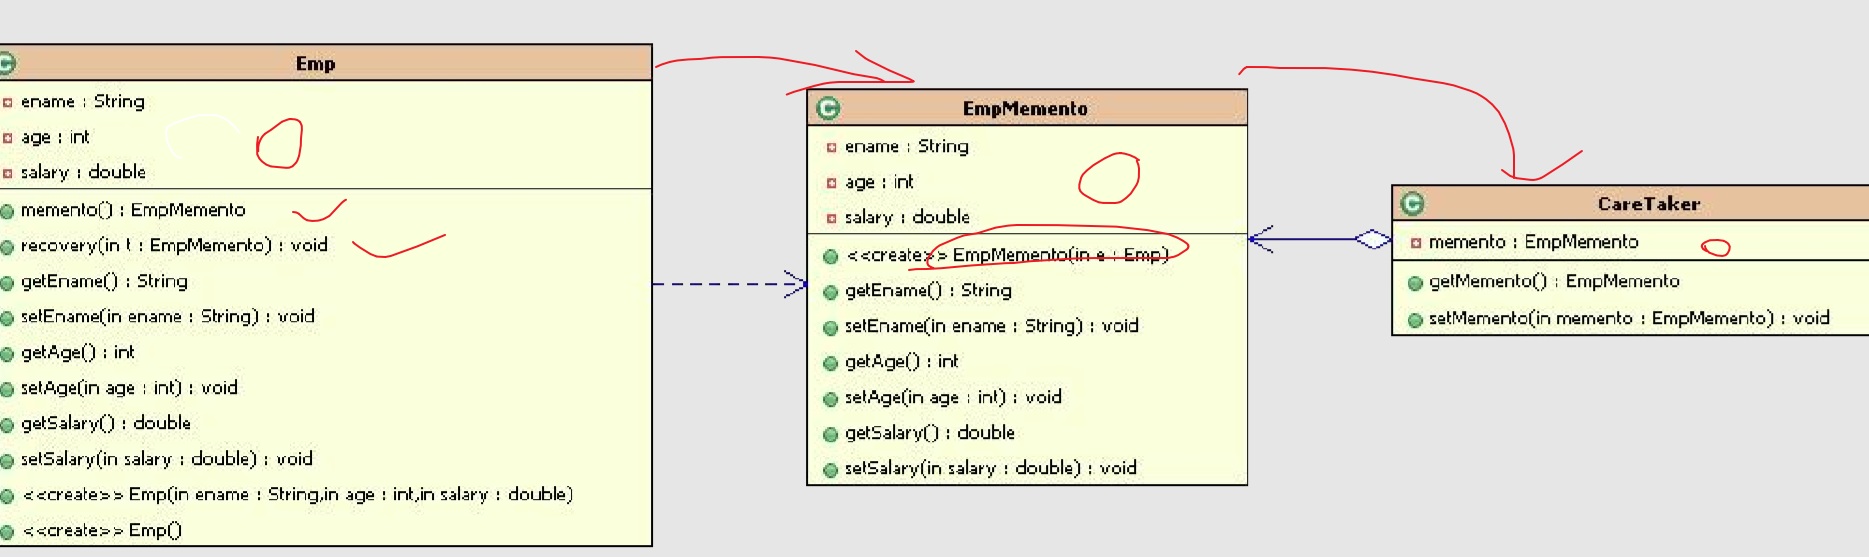 Emp
ename : String
age : int
salary : double
memento() : EmpMemento
recovery(in t : EmpMemento) : void
getEname() : String
setEname(in ename : String) : void
getAge() : int
setAge(in age : int) : void
getSalary() : double
setSalary(in salary : double) : void
<<create>> Emp(in ename : String,in age : int,in salary : double)
<<create>> Emp()
EmpMemento
ename : String
age : int
salary : double
<<create>> EmpMemento(in e : Emp)
getEname() : String
setEname(in ename : String) : void
getAge() : int
setAge(in age : int) : void
getSalary() : double
setSalary(in salary : double) : void
CareTaker
memento : EmpMemento
getMemento() : EmpMemento
setMemento(in memento : EmpMemento) : void